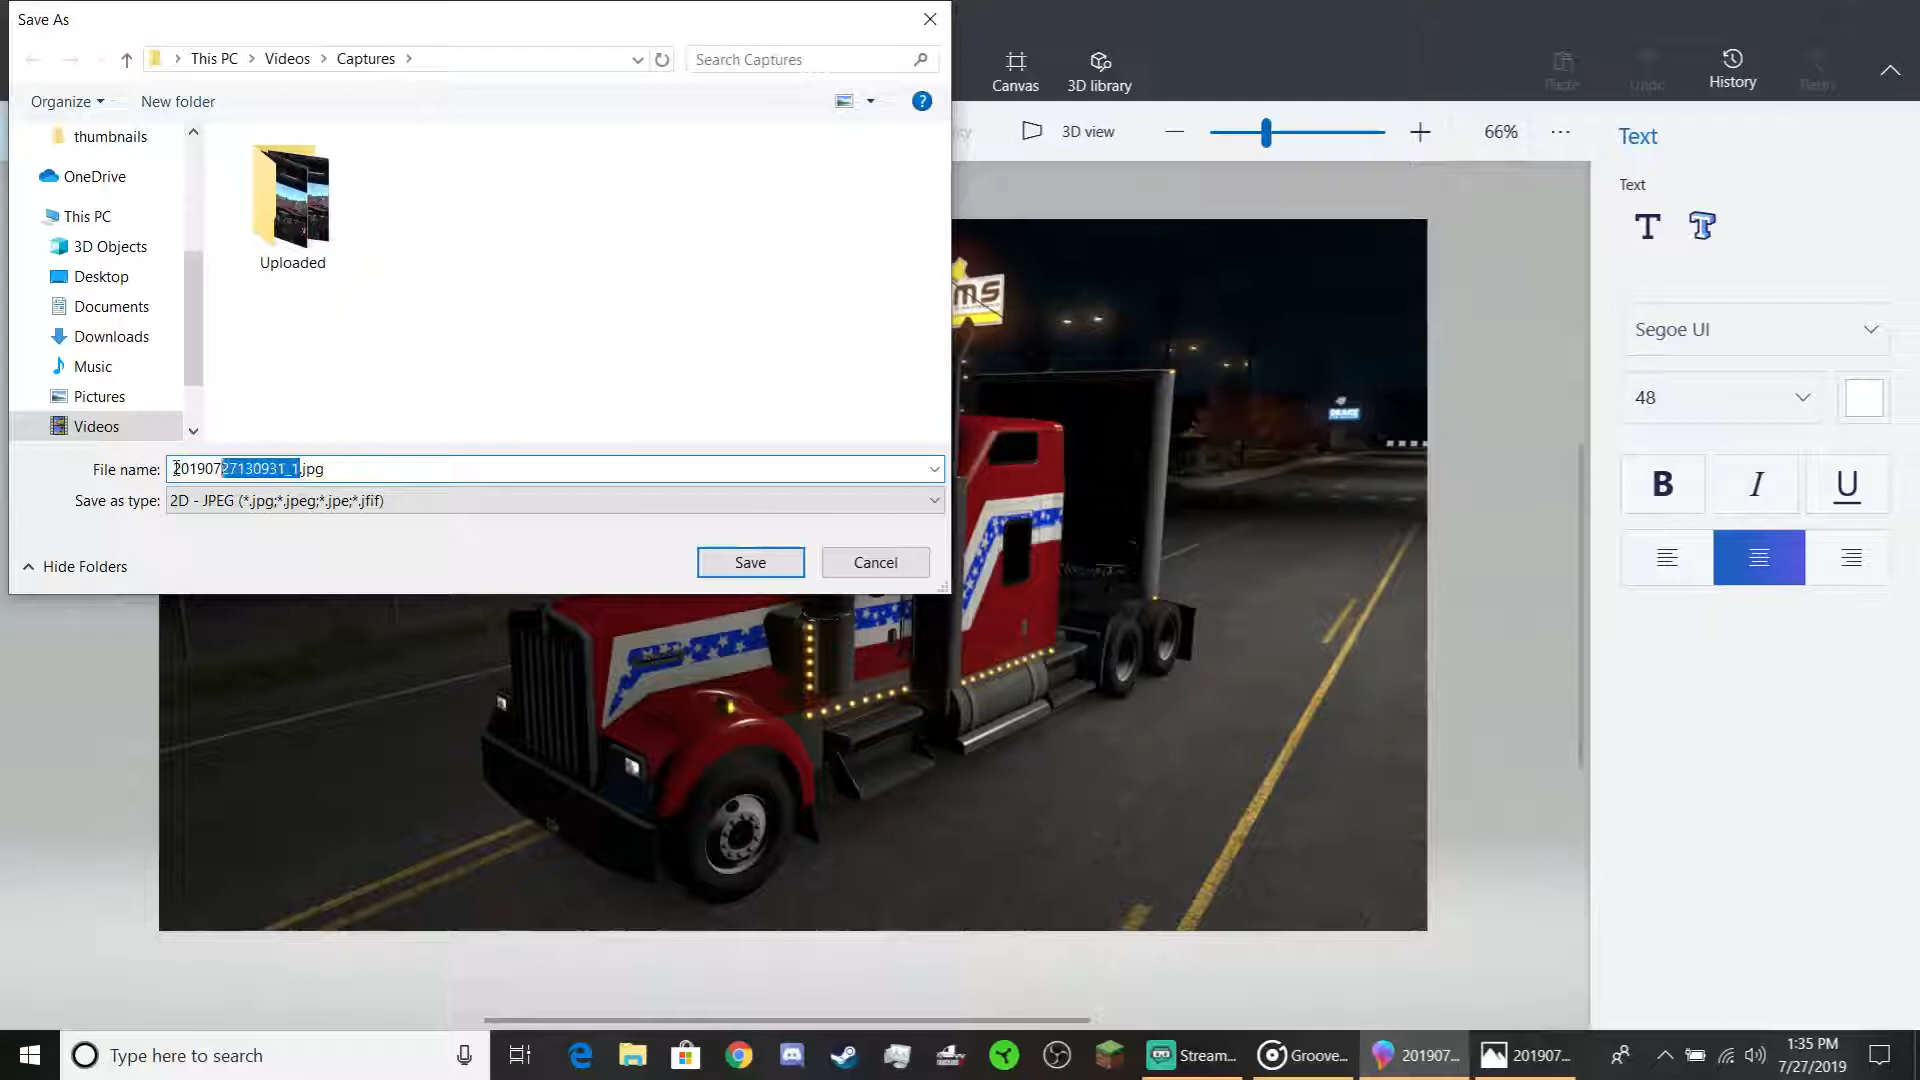 Save As
This PC > Videos > Captures >
Search Captures
Organize
New folder
?
thumbnails
OneDrive
This PC
3D Objects
Desktop
Documents
Downloads
Music
Pictures
Videos
Uploaded
File name: 20190727130931_1.jpg
Save as type: 2D - JPEG (*.jpg;*.jpeg;*.jpe;*.jfif)
Hide Folders
Save
Cancel
Canvas
3D library
Paste
Undo
History
Redo
3D view
66%
Text
Text
Segoe UI
48
B I U
Type here to search
Stream...
Groove...
201907...
201907...
1:35 PM
7/27/2019